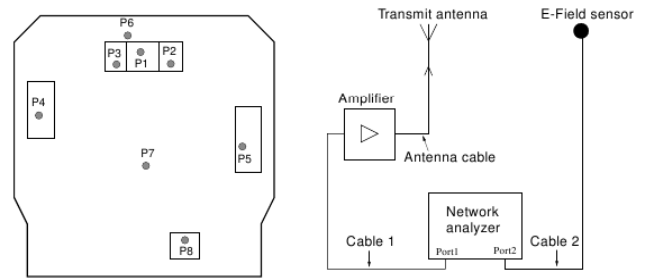 P6
P3
P2
P1
P4
P5
P7
P8
Transmit antenna
E-Field sensor
Amplifier
Antenna cable
Network
analyzer
Port1
Port2
Cable 1
Cable 2